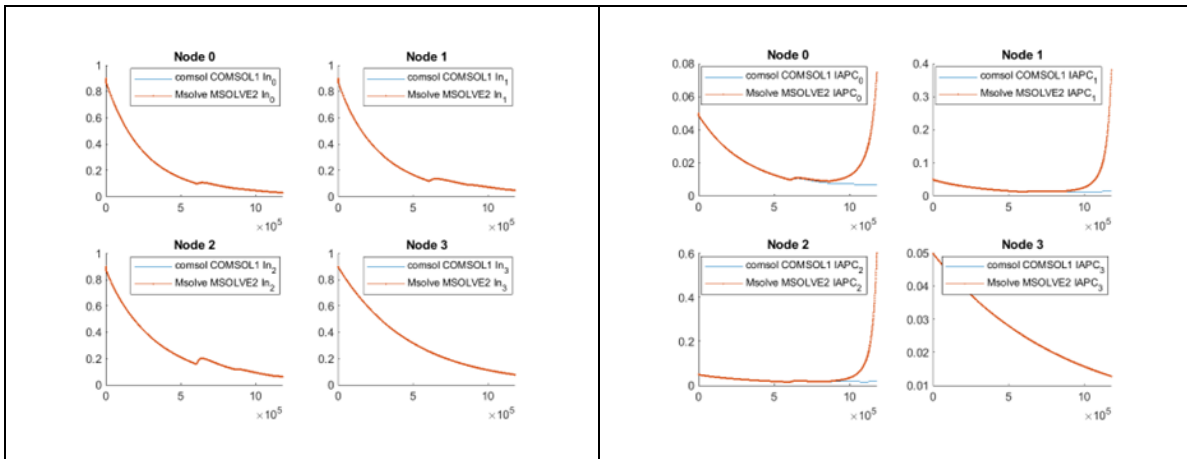 Node 0
1
0.8
0.6
0.4
0.2
0
comsol COMSOL1 In0
Msolve MSOLVE2 In0
0 5 10
×10^5
Node 1
1
0.8
0.6
0.4
0.2
0
comsol COMSOL1 In1
Msolve MSOLVE2 In1
0 5 10
×10^5
Node 2
1
0.8
0.6
0.4
0.2
0
comsol COMSOL1 In2
Msolve MSOLVE2 In2
0 5 10
×10^5
Node 3
1
0.8
0.6
0.4
0.2
0
comsol COMSOL1 In3
Msolve MSOLVE2 In3
0 5 10
×10^5
Node 0
0.08
0.06
0.04
0.02
0
comsol COMSOL1 IAPC0
Msolve MSOLVE2 IAPC0
0 5 10
×10^5
Node 1
0.4
0.3
0.2
0.1
0
comsol COMSOL1 IAPC1
Msolve MSOLVE2 IAPC1
0 5 10
×10^5
Node 2
0.6
0.4
0.2
0
comsol COMSOL1 IAPC2
Msolve MSOLVE2 IAPC2
0 5 10
×10^5
Node 3
0.05
0.04
0.03
0.02
0.01
comsol COMSOL1 IAPC3
Msolve MSOLVE2 IAPC3
0 5 10
×10^5